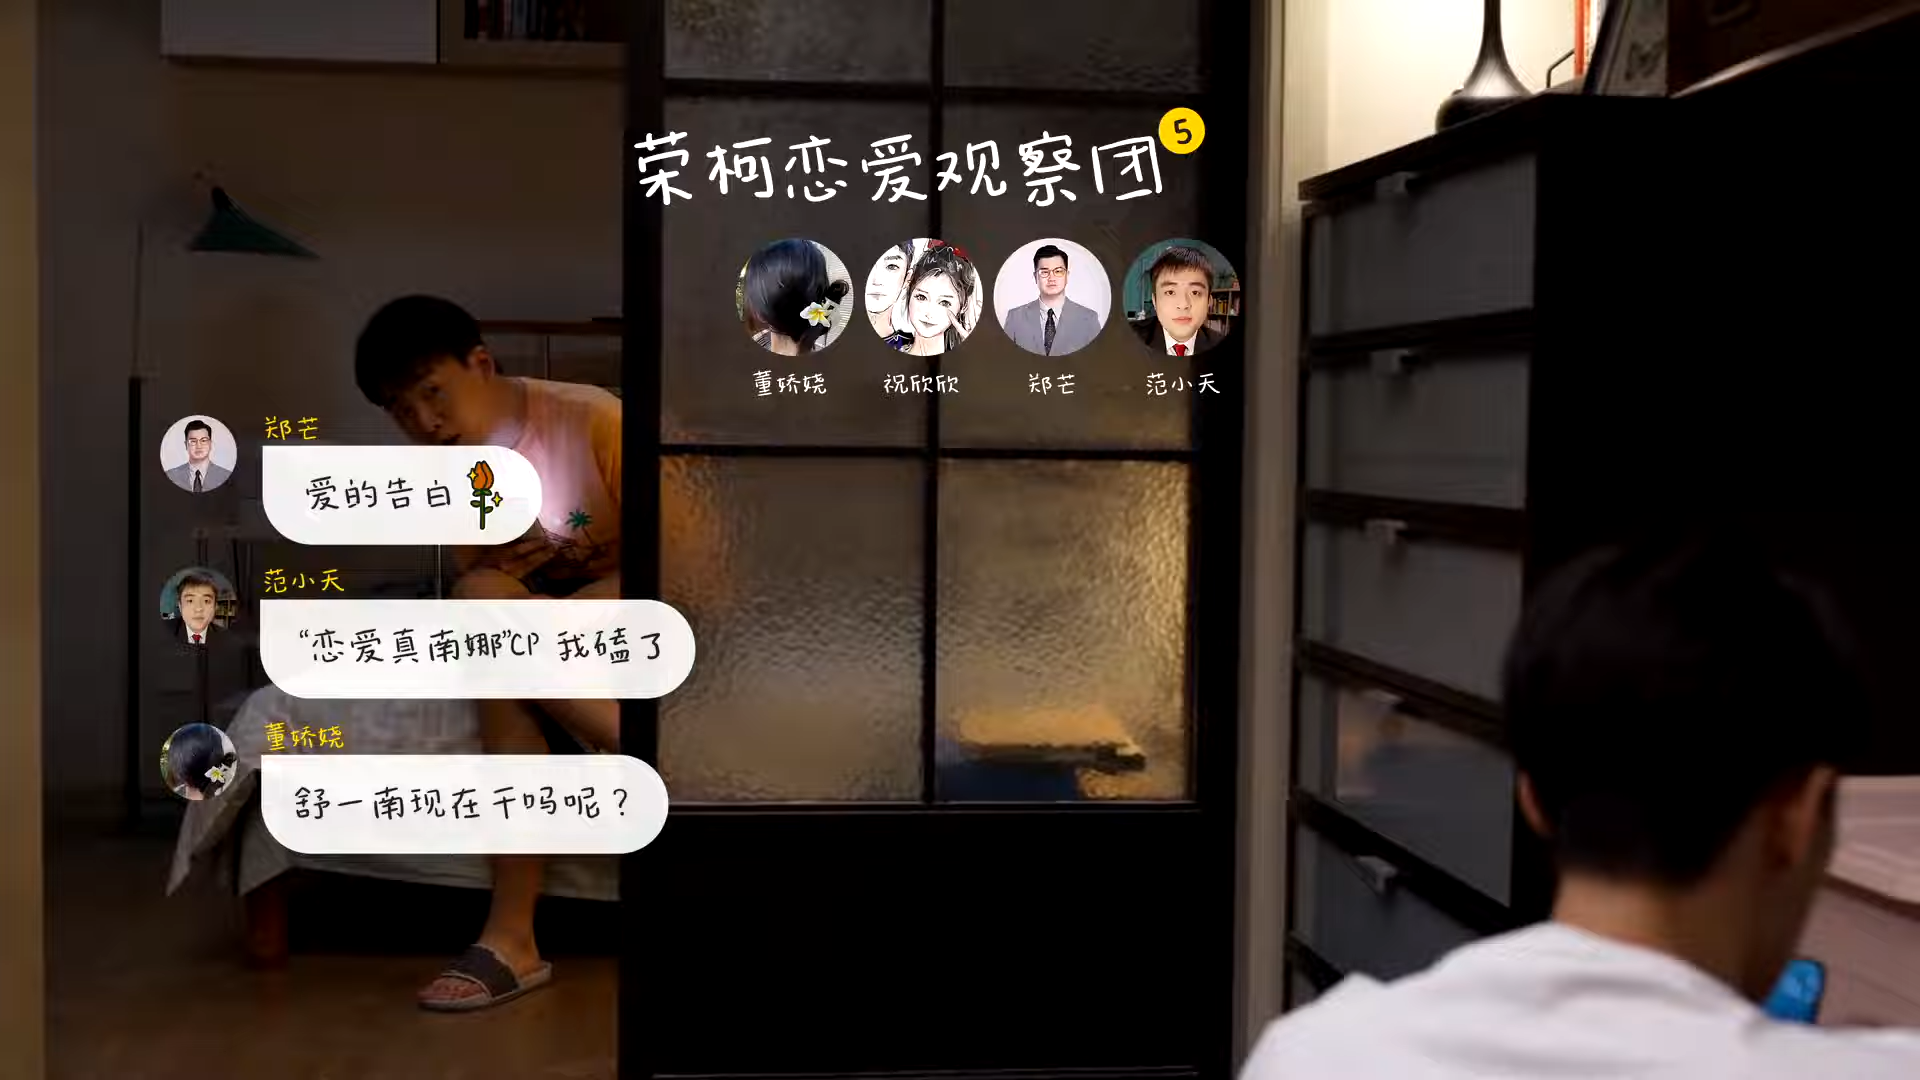 荣柯恋爱观察团
5
董娇娆 祝欣欣 郑芒 范小天
郑芒
爱的告白
范小天
“恋爱真南娜”CP 我磕了
董娇娆
舒一南现在干吗呢？